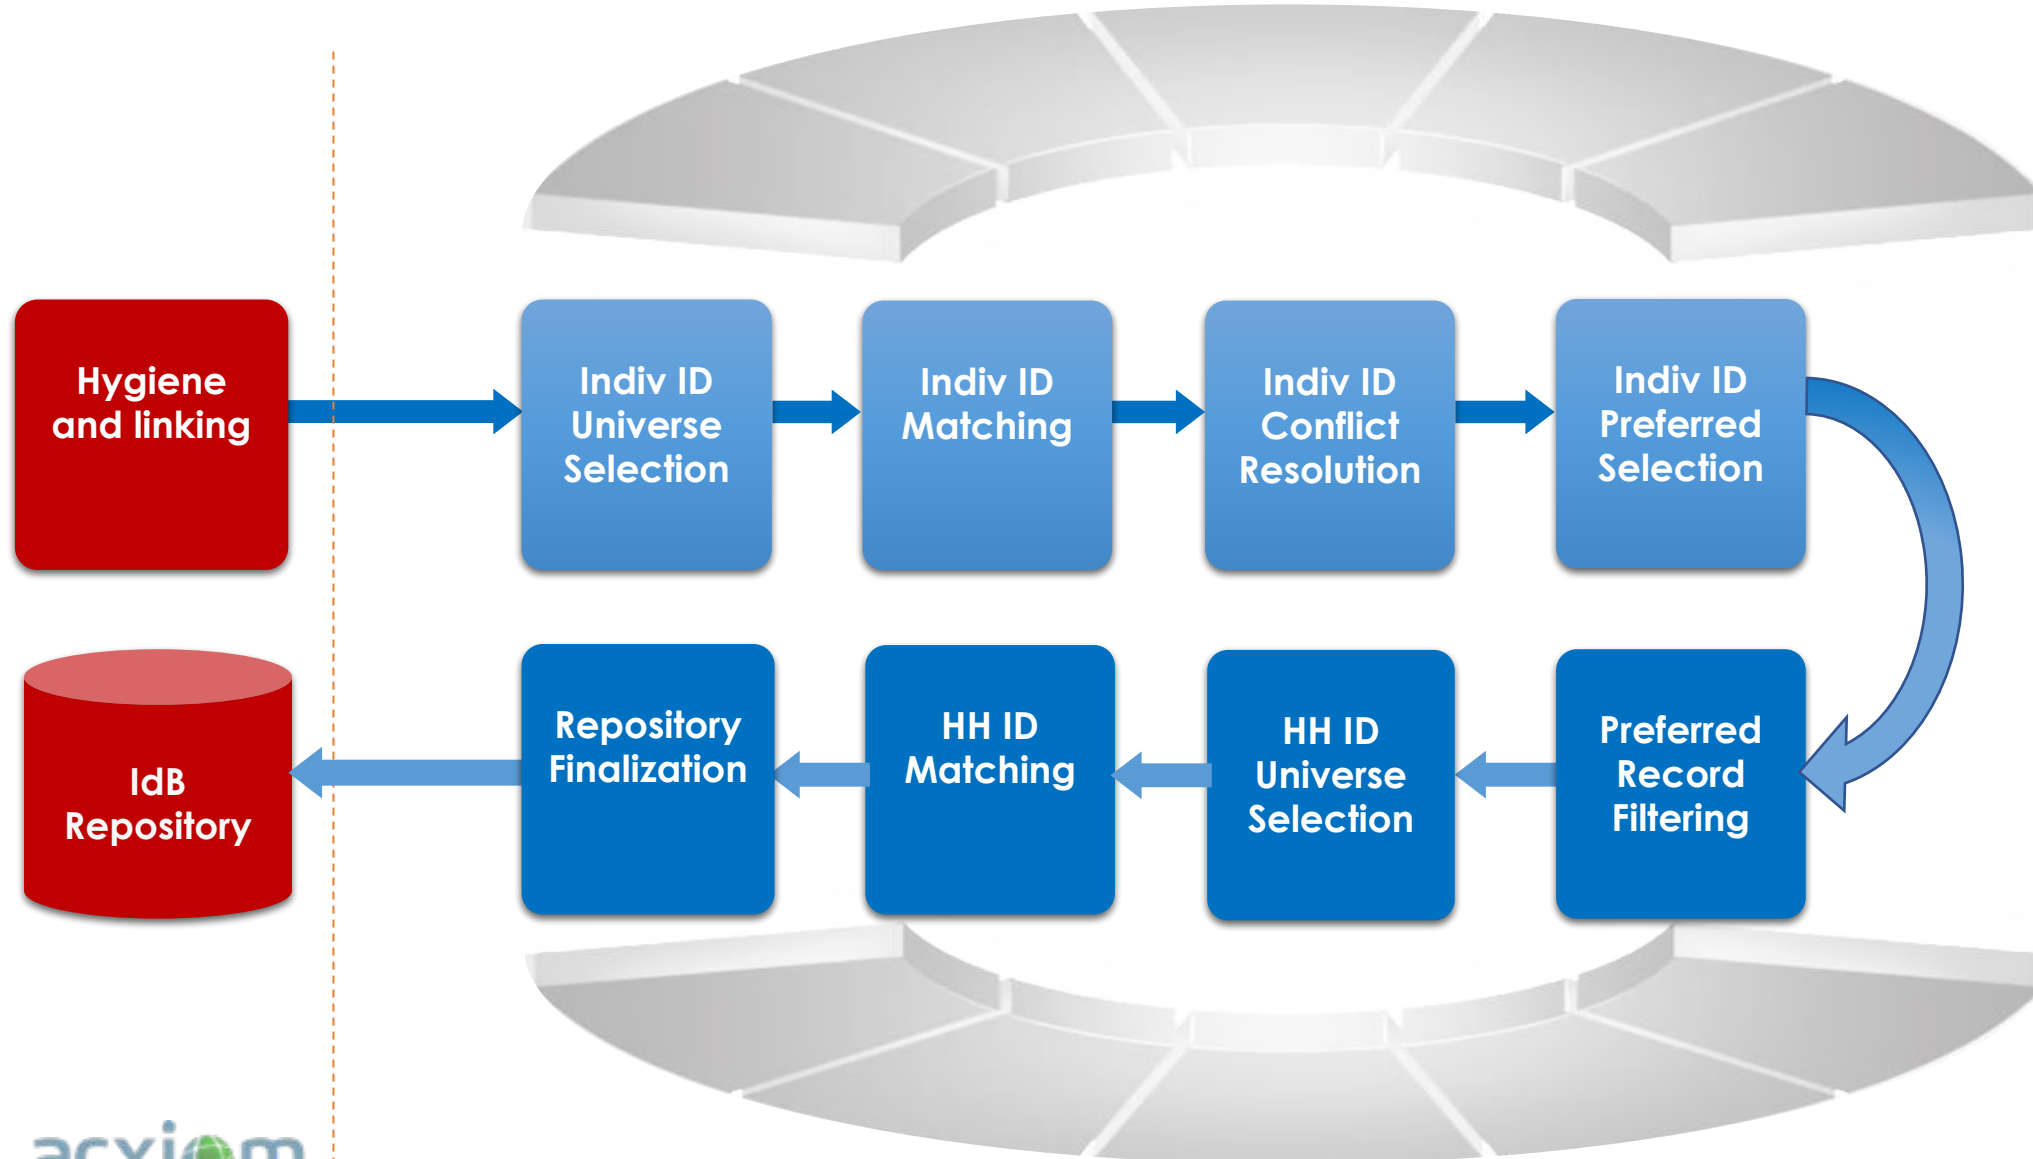 Hygiene
and linking
Indiv ID
Universe
Selection
Indiv ID
Matching
Indiv ID
Conflict
Resolution
Indiv ID
Preferred
Selection
IdB
Repository
Repository
Finalization
HH ID
Matching
HH ID
Universe
Selection
Preferred
Record
Filtering
acxiom